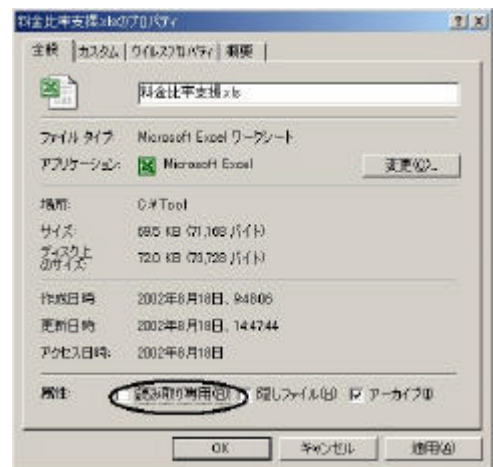 料金比率支援.xlsのプロパティ
全般 カスタム ウイルスプロパティ 概要
料金比率支援.xls
ファイル タイプ: Microsoft Excel ワークシート
アプリケーション: Microsoft Excel 変更(C)...
場所: C:¥Tool
サイズ: 69.5 KB (71,168 バイト)
ディスク上のサイズ: 72.0 KB (73,728 バイト)
作成日時: 2002年8月18日、9:48:06
更新日時: 2002年8月18日、14:47:44
アクセス日時: 2002年8月18日
属性: 読み取り専用(R) 隠しファイル(H) アーカイブ(I)
OK キャンセル 適用(A)